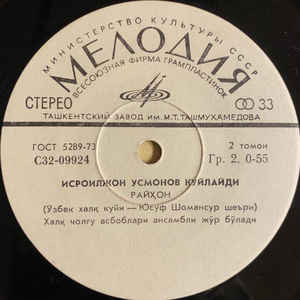 МИНИСТЕРСТВО КУЛЬТУРЫ СССР
МЕЛОДИЯ
ВСЕСОЮЗНАЯ ФИРМА ГРАМПЛАСТИНОК
СТЕРЕО
33
ТАШКЕНТСКИЙ ЗАВОД ИМ. М.Т. ТАШМУХАМЕДОВА
ГОСТ 5289-73
2 томон
С32-09924
Гр. 2. 0-55
ИСРОИЛЖОН УСМОНОВ КУЙЛАЙДИ
РАЙҲОН
(Ўзбек халқ куйи — Юсуф Шомансур шеъри)
Халқ чолғу асбоблари ансамбли жўр бўлади